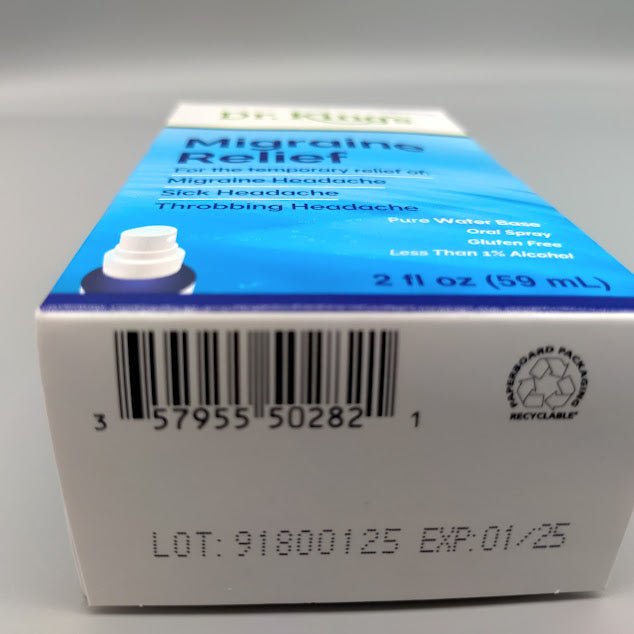 Dr. King's
Migraine
Relief
For the temporary relief of:
Migraine Headache
Sick Headache
Throbbing Headache
Pure Water Base
Oral Spray
Gluten Free
Less Than 1% Alcohol
2 fl oz (59 mL)
3 57955 50282 1
PAPERBOARD PACKAGING
RECYCLABLE
LOT: 91800125 EXP:01/25